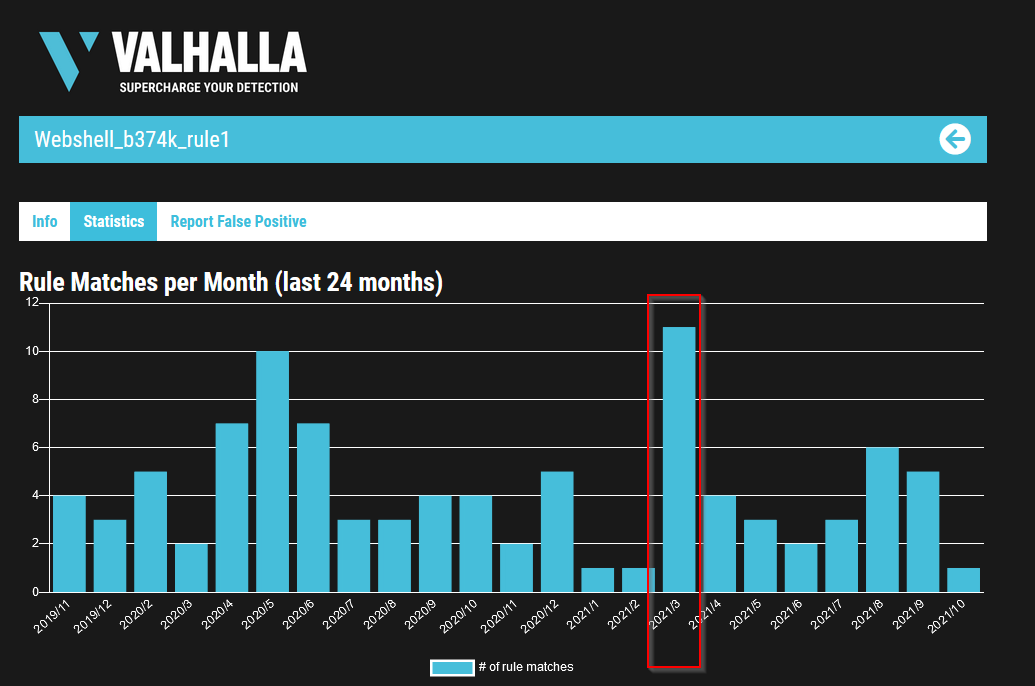 VALHALLA
SUPERCHARGE YOUR DETECTION
Webshell_b374k_rule1
Info Statistics Report False Positive
Rule Matches per Month (last 24 months)
12
10
8
6
4
2
0
2019/11 2019/12 2020/2 2020/3 2020/4 2020/5 2020/6 2020/7 2020/8 2020/9 2020/10 2020/11 2020/12 2021/1 2021/2 2021/3 2021/4 2021/5 2021/6 2021/7 2021/8 2021/9 2021/10
# of rule matches